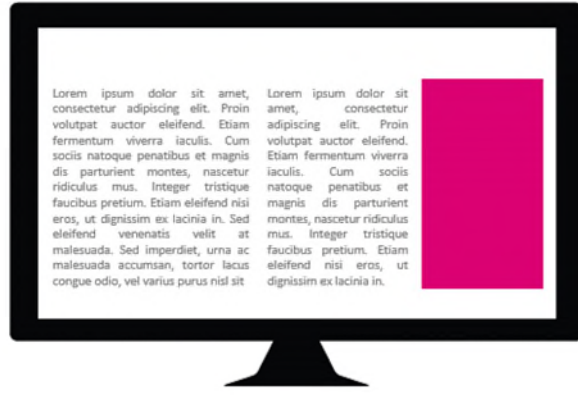 Lorem ipsum dolor sit amet,
consectetur adipiscing elit. Proin
volutpat auctor eleifend. Etiam
fermentum viverra iaculis. Cum
sociis natoque penatibus et magnis
dis parturient montes, nascetur
ridiculus mus. Integer tristique
faucibus pretium. Etiam eleifend nisi
eros, ut dignissim ex lacinia in. Sed
eleifend venenatis velit at
malesuada. Sed imperdiet, urna ac
malesuada accumsan, tortor lacus
congue odio, vel varius purus nisl sit
Lorem ipsum dolor sit
amet, consectetur
adipiscing elit. Proin
volutpat auctor eleifend.
Etiam fermentum viverra
iaculis. Cum sociis
natoque penatibus et
magnis dis parturient
montes, nascetur ridiculus
mus. Integer tristique
faucibus pretium. Etiam
eleifend nisi eros, ut
dignissim ex lacinia in.